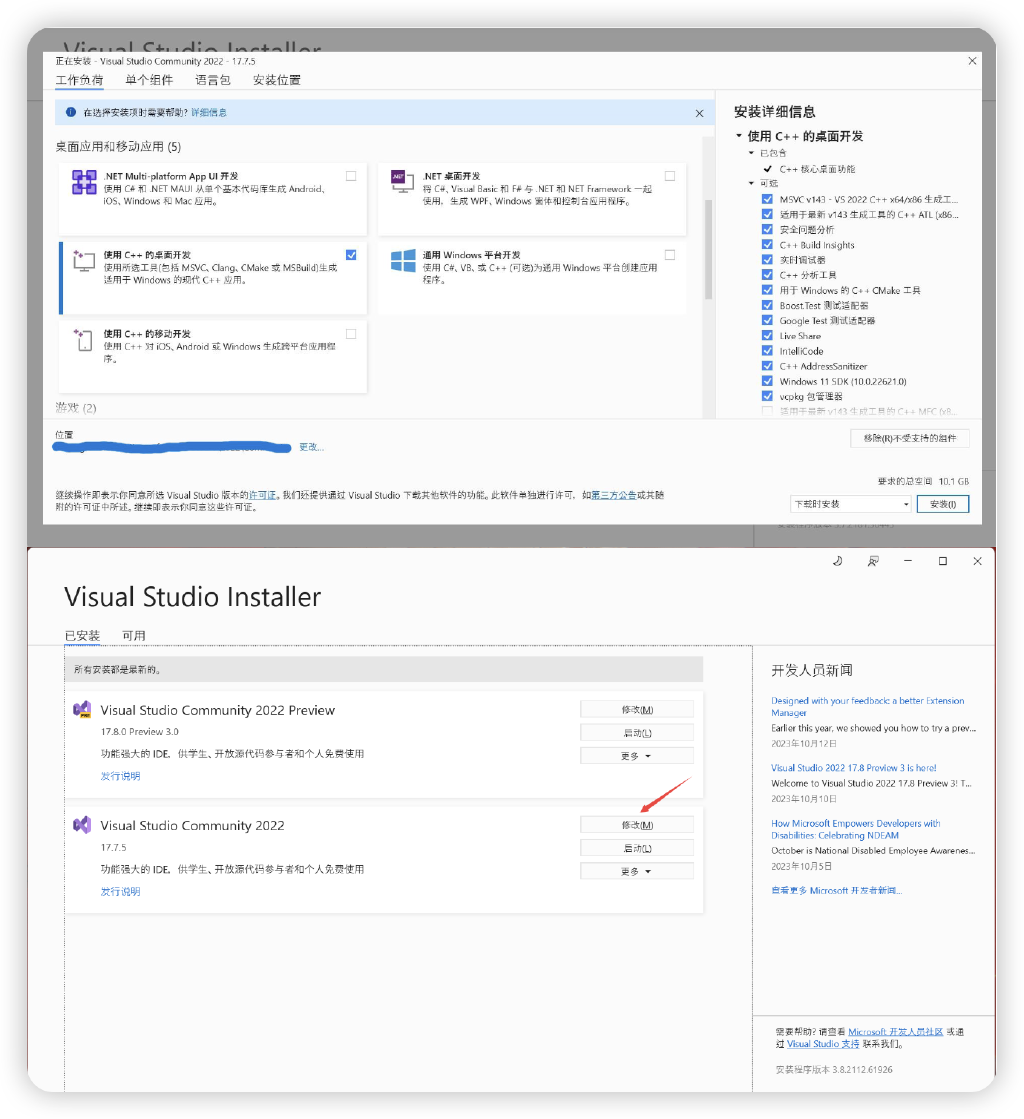 Visual Studio Installer
正在安装 - Visual Studio Community 2022 - 17.7.5
工作负荷 单个组件 语言包 安装位置
在选择安装项时需要帮助? 详细信息
桌面应用和移动应用 (5)
.NET Multi-platform App UI 开发
使用 C# 和 .NET MAUI 从单个基本代码库生成 Android、
iOS、Windows 和 Mac 应用。
.NET
.NET 桌面开发
将 C#、Visual Basic 和 F# 与 .NET 和 .NET Framework 一起
使用，生成 WPF、Windows 窗体和控制台应用程序。
使用 C++ 的桌面开发
使用所选工具(包括 MSVC、Clang、CMake 或 MSBuild)生成
适用于 Windows 的现代 C++ 应用。
通用 Windows 平台开发
使用 C#、VB、或 C++ (可选)为通用 Windows 平台创建应用
程序。
使用 C++ 的移动开发
使用 C++ 对 iOS、Android 或 Windows 生成跨平台应用程
序。
游戏 (2)
安装详细信息
使用 C++ 的桌面开发
已包含
C++ 核心桌面功能
可选
MSVC v143 - VS 2022 C++ x64/x86 生成工...
适用于最新 v143 生成工具的 C++ ATL (x86...
安全问题分析
C++ Build Insights
实时调试器
C++ 分析工具
用于 Windows 的 C++ CMake 工具
Boost.Test 测试适配器
Google Test 测试适配器
Live Share
IntelliCode
C++ AddressSanitizer
Windows 11 SDK (10.0.22621.0)
vcpkg 包管理器
适用于最新 v143 生成工具的 C++ MFC (x8...
位置
更改...
移除(R)不受支持的组件
要求的总空间 10.1 GB
继续操作即表示你同意所选 Visual Studio 版本的许可证。我们还提供通过 Visual Studio 下载其他软件的功能。此软件单独进行许可，如第三方公告或其随
附的许可证中所述。继续即表示你同意这些许可证。
下载时安装
安装(I)
Visual Studio Installer
已安装 可用
所有安装都是最新的。
Visual Studio Community 2022 Preview
17.8.0 Preview 3.0
功能强大的 IDE，供学生、开放源代码参与者和个人免费使用
发行说明
修改(M)
启动(L)
更多
Visual Studio Community 2022
17.7.5
功能强大的 IDE，供学生、开放源代码参与者和个人免费使用
发行说明
修改(M)
启动(L)
更多
开发人员新闻
Designed with your feedback: a better Extension
Manager
Earlier this year, we showed you how to try a prev...
2023年10月12日
Visual Studio 2022 17.8 Preview 3 is here!
Welcome to Visual Studio 2022 17.8 Preview 3! T...
2023年10月10日
How Microsoft Empowers Developers with
Disabilities: Celebrating NDEAM
October is National Disabled Employee Awarenes...
2023年10月5日
查看更多 Microsoft 开发者新闻...
需要帮助? 请查看 Microsoft 开发人员社区 或通
过 Visual Studio 支持 联系我们。
安装程序版本 3.8.2112.61926